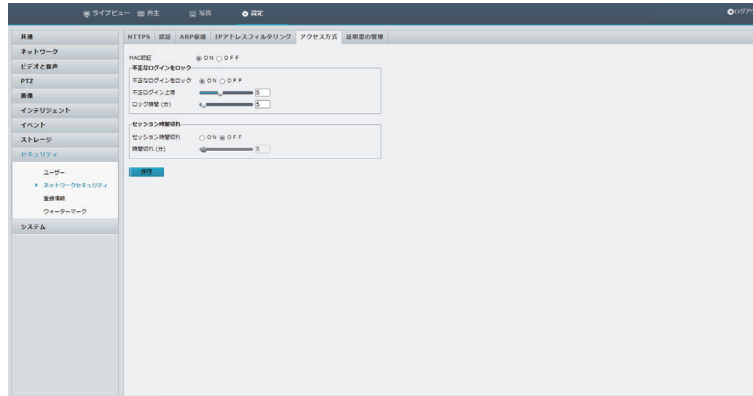 ライブビュー 再生 写真 設定 ログアウ
共通
ネットワーク
ビデオと音声
PTZ
画像
インテリジェント
イベント
ストレージ
セキュリティ
ユーザー
ネットワークセキュリティ
登録情報
ウォーターマーク
システム
HTTPS 認証 ARP保護 IPアドレスフィルタリング アクセス方式 証明書の管理
MAC認証 ON OFF
不正なログインをロック
不正なログインをロック ON OFF
不正ログイン上限 5
ロック時間 (分) 5
セッション時間切れ
セッション時間切れ ON OFF
時間切れ (分) 5
保存